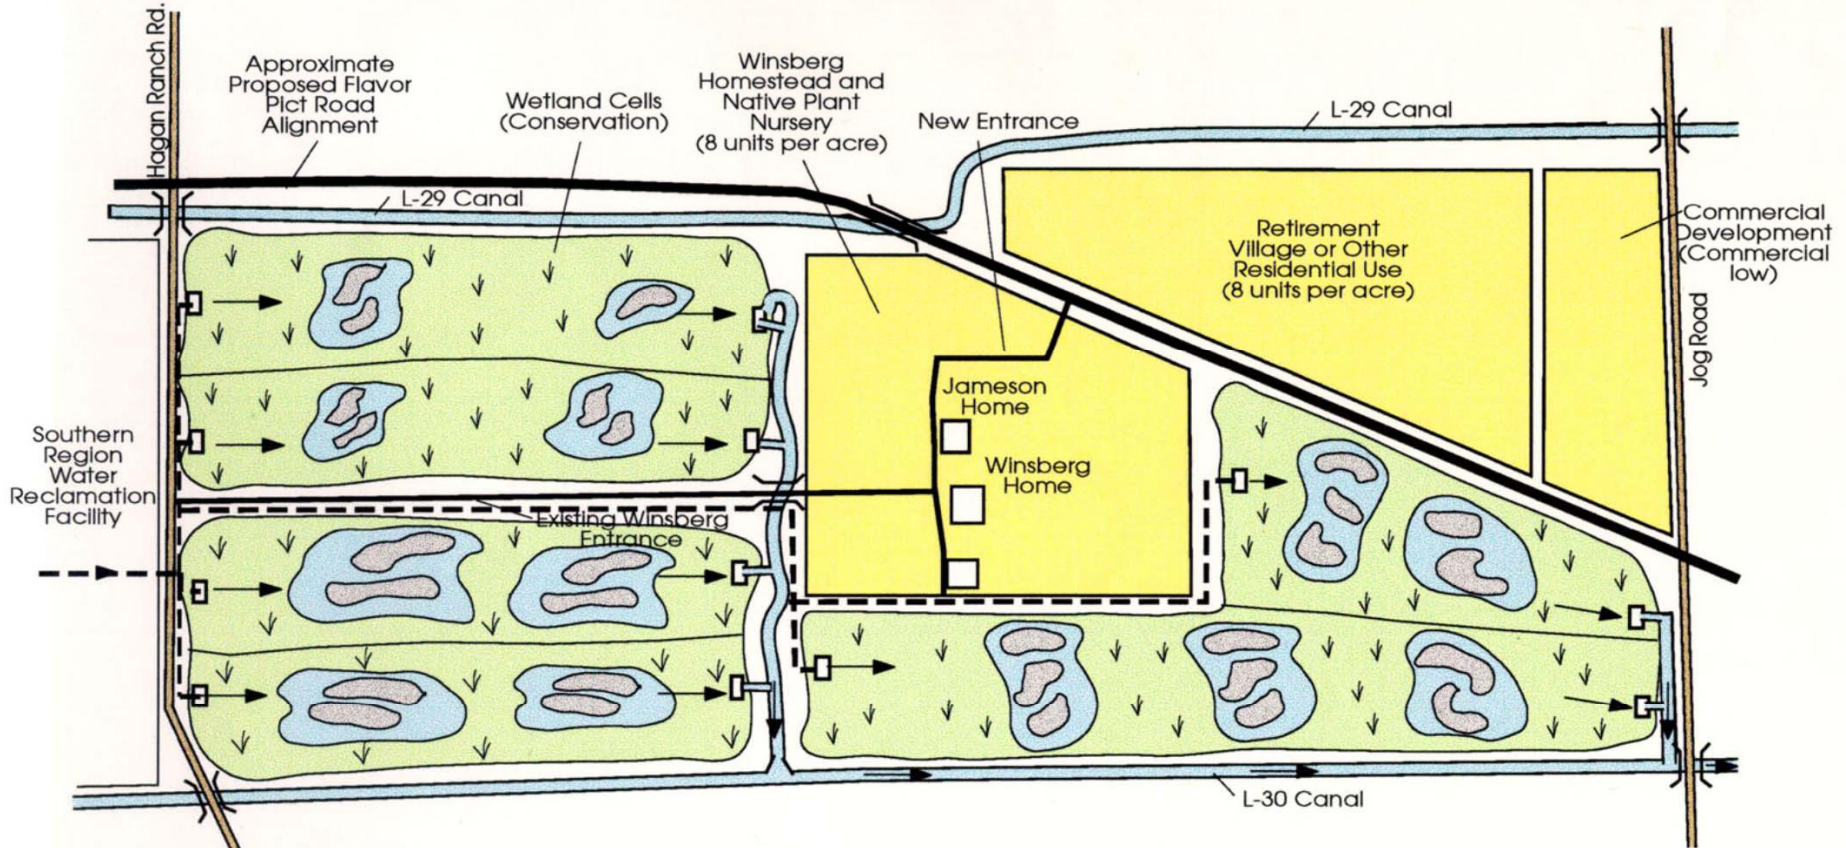 Hagan Ranch Rd.
Approximate
Proposed Flavor
Pict Road
Alignment
Wetland Cells
(Conservation)
Winsberg
Homestead and
Native Plant
Nursery
(8 units per acre)
New Entrance
L-29 Canal
L-29 Canal
Retirement
Village or Other
Residential Use
(8 units per acre)
Commercial
Development
(Commercial
low)
Jog Road
Jameson
Home
Winsberg
Home
Southern
Region
Water
Reclamation
Facility
Existing Winsberg
Entrance
L-30 Canal